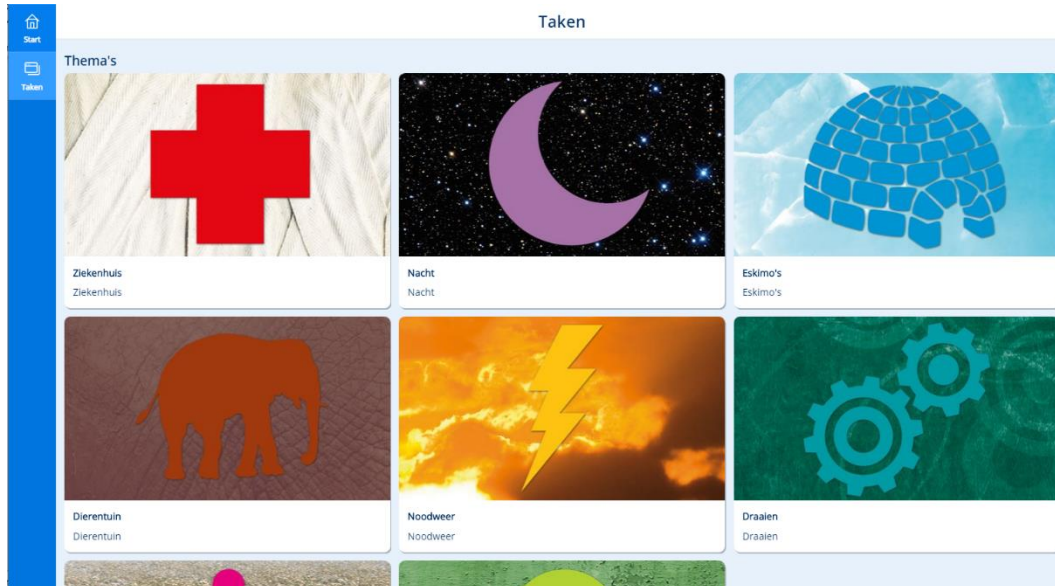 Taken
Start
Taken
Thema's
Ziekenhuis
Ziekenhuis
Nacht
Nacht
Eskimo's
Eskimo's
Dierentuin
Dierentuin
Noodweer
Noodweer
Draaien
Draaien